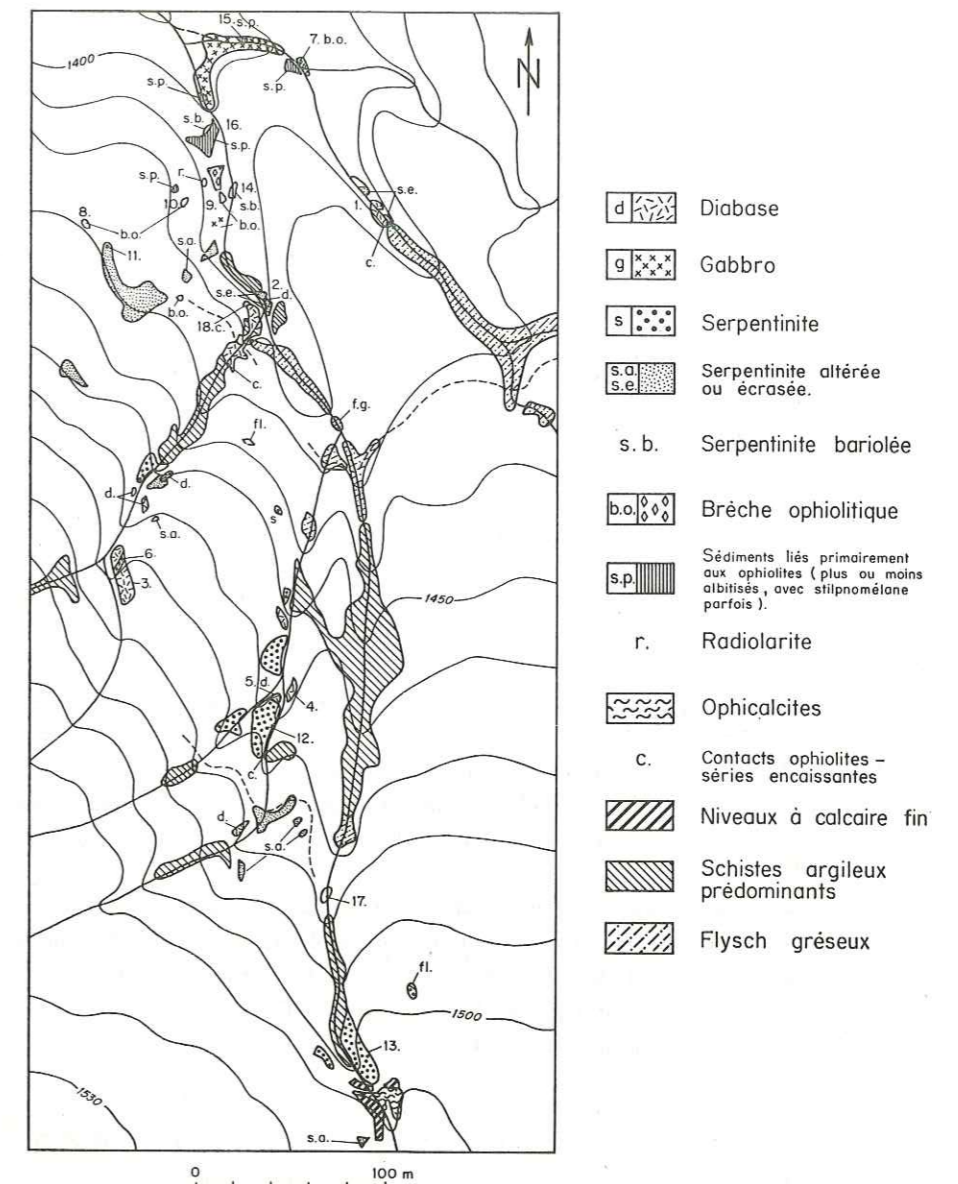 15. s.p.
7. b.o.
1400
N
s.p.
s.p.
s.b.
16.
s.p.
s.p.
r.
14.
s.e.
10.
9.
s.b.
1.
8.
b.o.
b.o.
11.
s.a.
c.
2.
s.e.
d.
b.o.
18.c.
c.
f.g.
fl.
d.
d.
s
s.a.
6.
3.
1450
5. d.
4.
12.
c.
d.
s.a.
17.
fl.
1500
13.
1530
s.a.
0 100 m
d Diabase
g Gabbro
s Serpentinite
s.a. Serpentinite altérée
s.e. ou écrasée.
s.b. Serpentinite bariolée
b.o. Brèche ophiolitique
Sédiments liés primairement
s.p. aux ophiolites ( plus ou moins
albitisés , avec stilpnomélane
parfois ).
r. Radiolarite
Ophicalcites
c. Contacts ophiolites –
séries encaissantes
Niveaux à calcaire fin
Schistes argileux
prédominants
Flysch gréseux